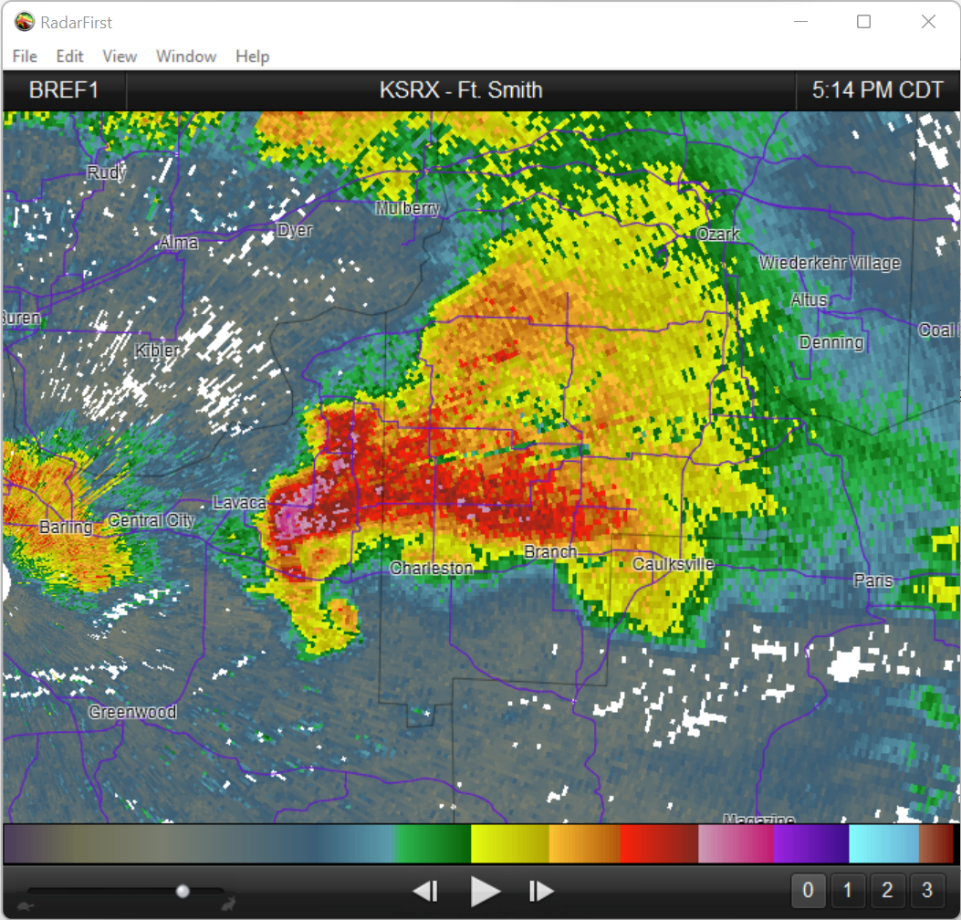 RadarFirst
File Edit View Window Help
BREF1 KSRX - Ft. Smith 5:14 PM CDT
Rudy
Mulberry
Dyer
Ozark
Alma
Wiederkehr Village
Altus
Buren
Coal
Denning
Kibler
Lavaca
Central City
Barling
Branch
Caulksville
Charleston
Paris
Greenwood
Magazine
0 1 2 3